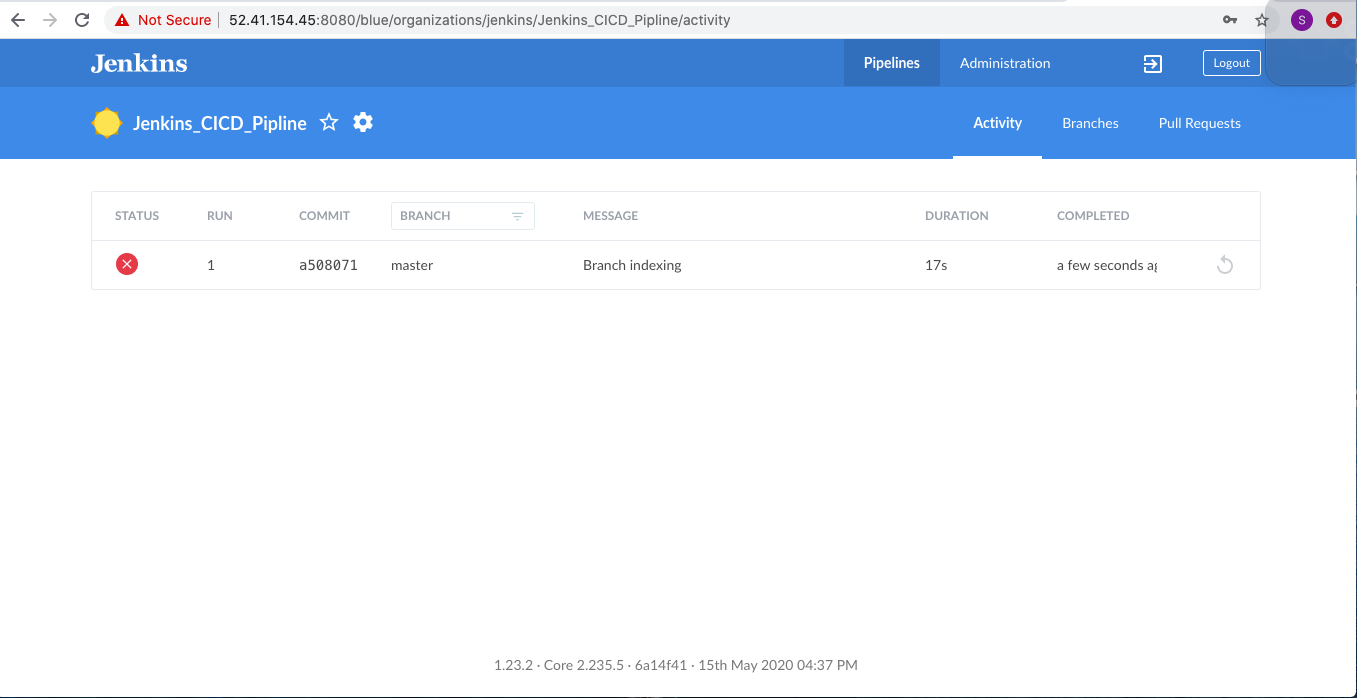 Not Secure 52.41.154.45:8080/blue/organizations/jenkins/Jenkins_CICD_Pipline/activity S
Jenkins Pipelines Administration Logout
Jenkins_CICD_Pipline Activity Branches Pull Requests
STATUS RUN COMMIT BRANCH MESSAGE DURATION COMPLETED
1 a508071 master Branch indexing 17s a few seconds
1.23.2 · Core 2.235.5 · 6a14f41 · 15th May 2020 04:37 PM